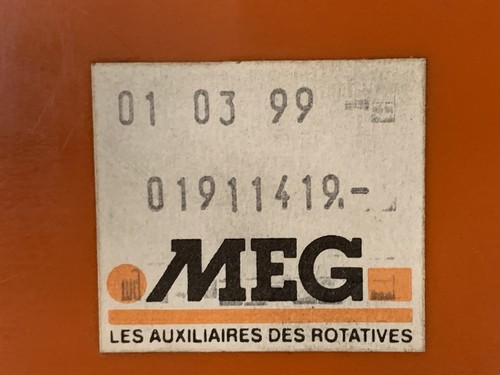 01 03 99
01911419.-
MEG
LES AUXILIAIRES DES ROTATIVES